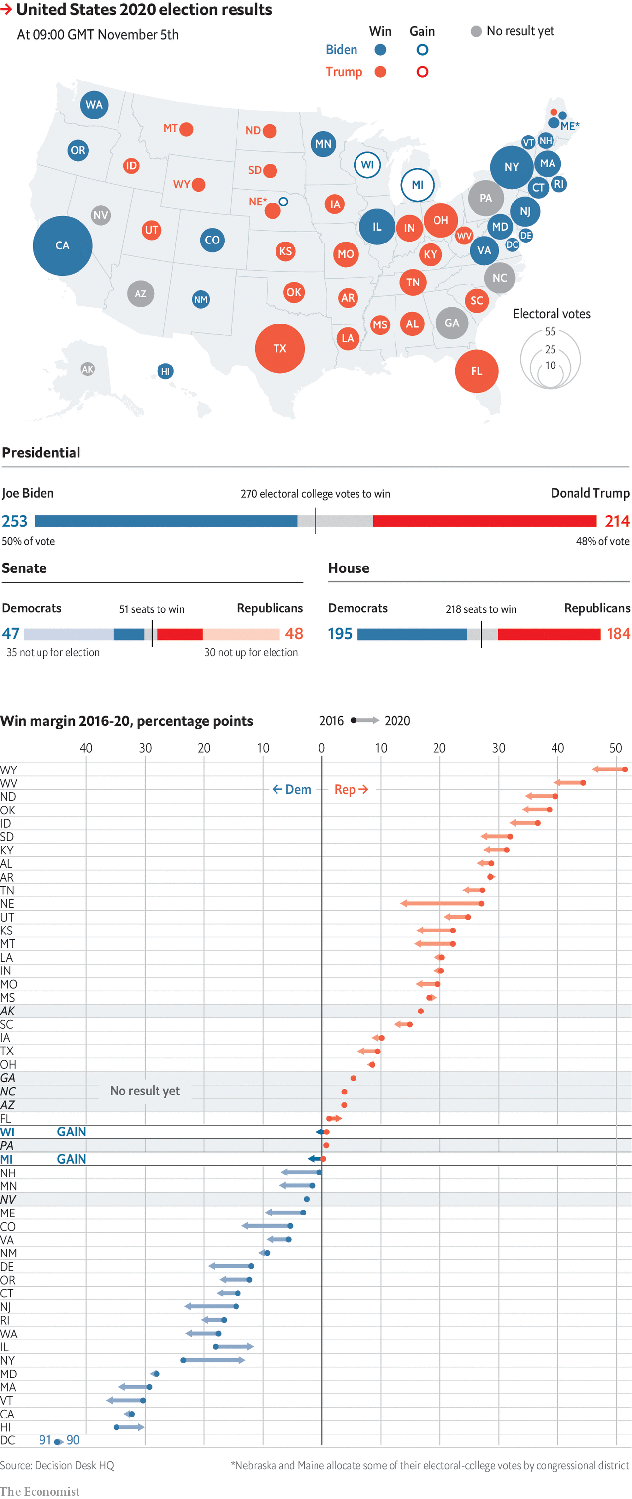 → United States 2020 election results
At 09:00 GMT November 5th
Win Gain No result yet
Biden
Trump
WA MT ND MN ME*
OR ID SD WI VT NH
WY NE* MI NY MA
IA CT RI
NV PA
CA UT CO IL IN OH NJ
KS MO WV MD DE
KY VA DC
AZ NM OK TN NC
AR SC
MS AL GA
TX LA
AK HI FL
Electoral votes
55
25
10
Presidential
Joe Biden 270 electoral college votes to win Donald Trump
253 214
50% of vote 48% of vote
Senate
Democrats 51 seats to win Republicans
47 48
35 not up for election 30 not up for election
House
Democrats 218 seats to win Republicans
195 184
Win margin 2016-20, percentage points 2016 2020
40 30 20 10 0 10 20 30 40 50
← Dem Rep →
WY
WV
ND
OK
ID
SD
KY
AL
AR
TN
NE
UT
KS
MT
LA
IN
MO
MS
AK
SC
IA
TX
OH
GA
NC No result yet
AZ
FL
WI GAIN
PA
MI GAIN
NH
MN
NV
ME
CO
VA
NM
DE
OR
CT
NJ
RI
WA
IL
NY
MD
MA
VT
CA
HI
DC 91 90
Source: Decision Desk HQ *Nebraska and Maine allocate some of their electoral-college votes by congressional district
The Economist